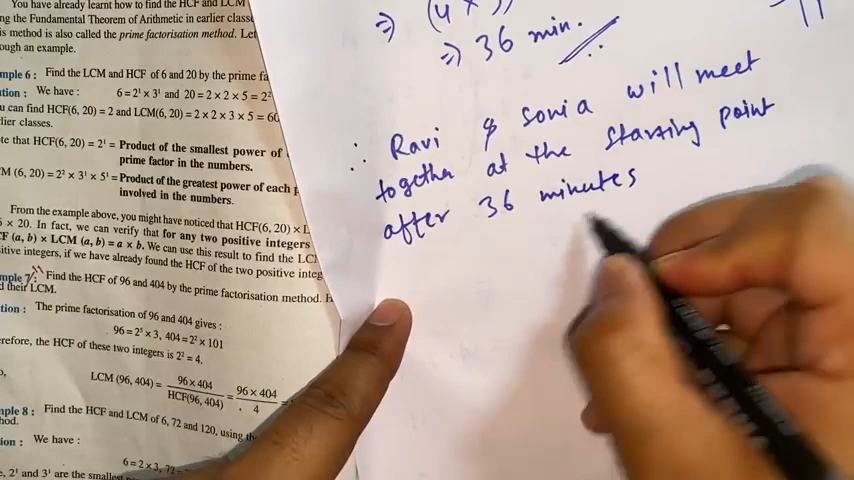 You have already learnt how to find the HCF and LCM
ng the Fundamental Theorem of Arithmetic in earlier classe
is method is also called the prime factorisation method. Let
ough an example.
mple 6 : Find the LCM and HCF of 6 and 20 by the prime fa
tion : We have : 6 = 2¹ × 3¹ and 20 = 2 × 2 × 5 = 2²
u can find HCF(6, 20) = 2 and LCM(6, 20) = 2 × 2 × 3 × 5 = 60
lier classes.
te that HCF(6, 20) = 2¹ = Product of the smallest power of
prime factor in the numbers.
M (6, 20) = 2² × 3¹ × 5¹ = Product of the greatest power of each p
involved in the numbers.
From the example above, you might have noticed that HCF(6, 20) × L
6 × 20. In fact, we can verify that for any two positive integers
CF (a, b) × LCM (a, b) = a × b. We can use this result to find the LCM
sitive integers, if we have already found the HCF of the two positive integ
mple 7 : Find the HCF of 96 and 404 by the prime factorisation method. H
d their LCM.
tion : The prime factorisation of 96 and 404 gives :
96 = 2⁵ × 3, 404 = 2² × 101
erefore, the HCF of these two integers is 2² = 4.
LCM (96, 404) = 96 × 404 / HCF(96, 404) = 96 × 404 / 4 =
mple 8 : Find the HCF and LCM of 6, 72 and 120, using the
hod.
ion : We have :
6 = 2 × 3, 72
e, 2¹ and 3¹ are the smallest
⇒ (4 ×
⇒ 36 min.
∴ Ravi & Sonia will meet
together at the starting point
after 36 minutes